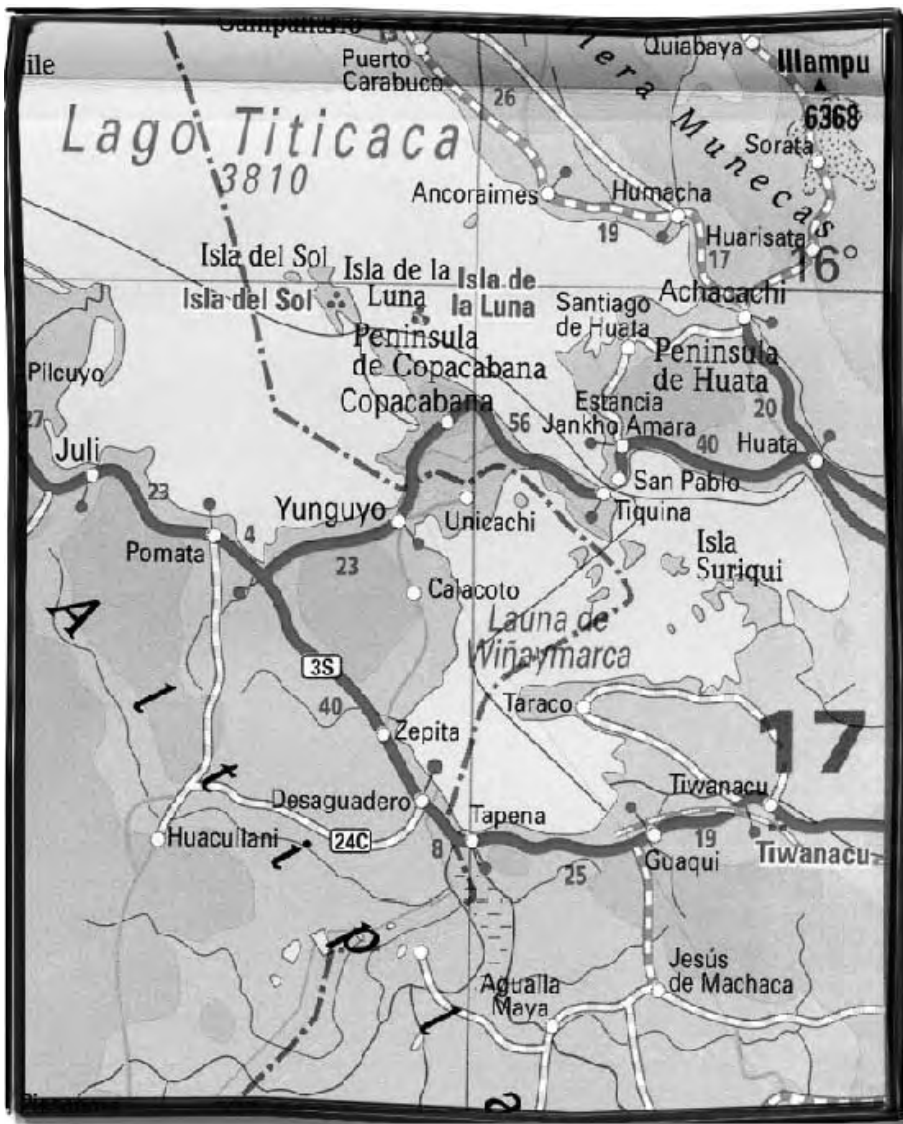 Quiabaya
Puerto
Carabuco
ile
Illampu
26
6368
lera
Munecas
Lago Titicaca
3810
Sorata
Ancoraimes
Humacha
19
Huarisata
17
16°
Isla del Sol
Isla del Sol
Isla de la
Luna
Isla de
la Luna
Achacachi
Santiago
de Huata
Peninsula
de Copacabana
Peninsula
de Huata
Pilcuyo
Copacabana
Estancia
Jankho Amara
20
27
56
40
Huata
Juli
San Pablo
23
Yunguyo
Unicachi
Tiquina
Pomata
4
23
Isla
Suriqui
Calacoto
Launa de
Wiñaymarca
3S
40
Taraco
Zepita
17
Desaguadero
Tapena
Tiwanacu
Huacullani
24C
8
25
Guaqui
19
Tiwanacu
Altipl
Jesús
de Machaca
Agualla
Maya